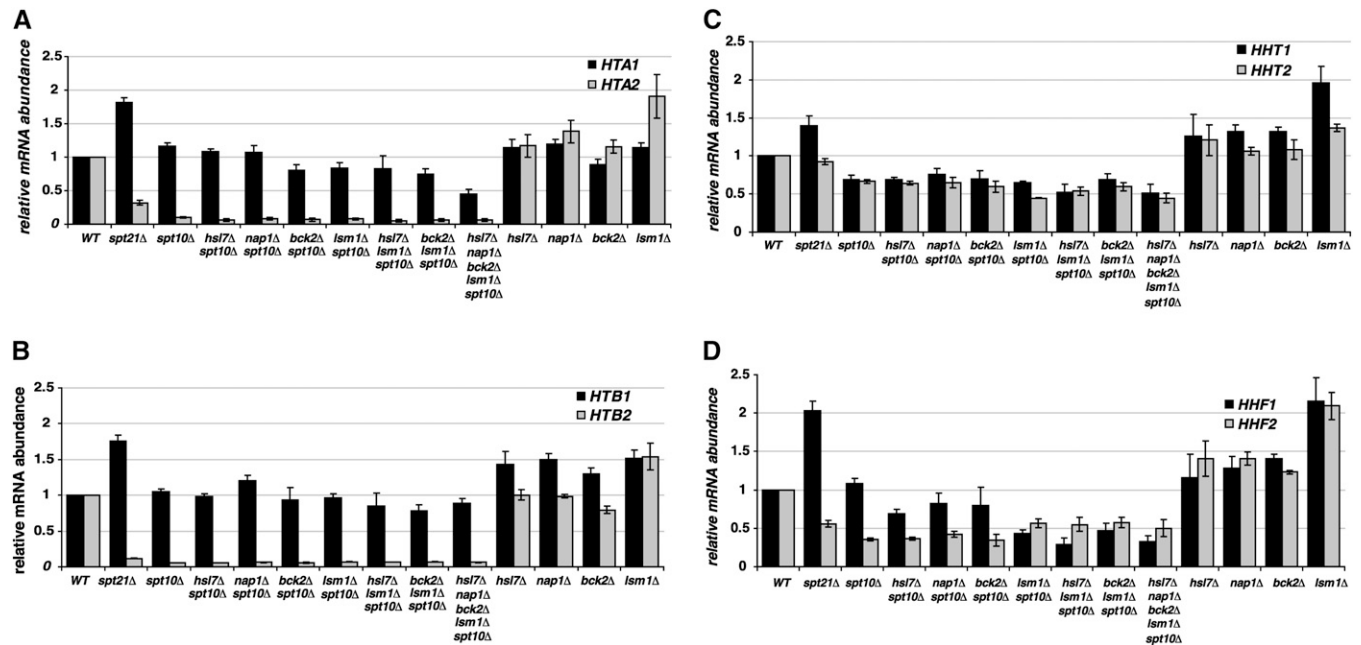 A
relative mRNA abundance
2.5
2
1.5
1
0.5
0
HTA1
HTA2
WT spt21Δ spt10Δ hsl7Δ nap1Δ bck2Δ lsm1Δ hsl7Δ bck2Δ hsl7Δ hsl7Δ nap1Δ bck2Δ lsm1Δ
spt10Δ spt10Δ spt10Δ spt10Δ lsm1Δ lsm1Δ nap1Δ
spt10Δ spt10Δ bck2Δ
lsm1Δ
spt10Δ
B
relative mRNA abundance
2.5
2
1.5
1
0.5
0
HTB1
HTB2
WT spt21Δ spt10Δ hsl7Δ nap1Δ bck2Δ lsm1Δ hsl7Δ bck2Δ hsl7Δ hsl7Δ nap1Δ bck2Δ lsm1Δ
spt10Δ spt10Δ spt10Δ spt10Δ lsm1Δ lsm1Δ nap1Δ
spt10Δ spt10Δ bck2Δ
lsm1Δ
spt10Δ
C
relative mRNA abundance
2.5
2
1.5
1
0.5
0
HHT1
HHT2
WT spt21Δ spt10Δ hsl7Δ nap1Δ bck2Δ lsm1Δ hsl7Δ bck2Δ hsl7Δ hsl7Δ nap1Δ bck2Δ lsm1Δ
spt10Δ spt10Δ spt10Δ spt10Δ lsm1Δ lsm1Δ nap1Δ
spt10Δ spt10Δ bck2Δ
lsm1Δ
spt10Δ
D
relative mRNA abundance
2.5
2
1.5
1
0.5
0
HHF1
HHF2
WT spt21Δ spt10Δ hsl7Δ nap1Δ bck2Δ lsm1Δ hsl7Δ bck2Δ hsl7Δ hsl7Δ nap1Δ bck2Δ lsm1Δ
spt10Δ spt10Δ spt10Δ spt10Δ lsm1Δ lsm1Δ nap1Δ
spt10Δ spt10Δ bck2Δ
lsm1Δ
spt10Δ